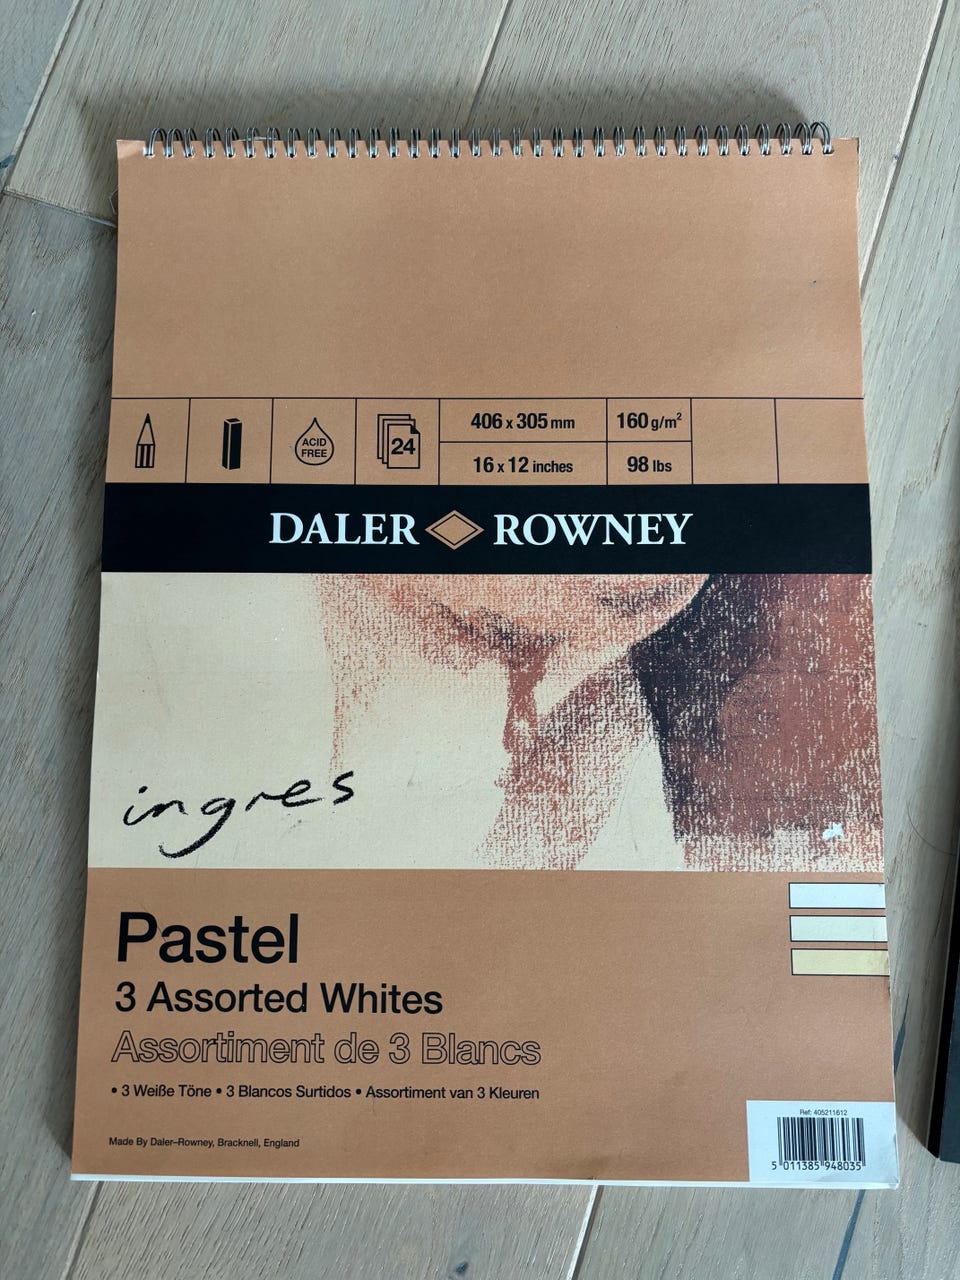 ACID
FREE
24
406 x 305 mm
160 g/m²
16 x 12 inches
98 lbs
DALER ROWNEY
ingres
Pastel
3 Assorted Whites
Assortiment de 3 Blancs
• 3 Weiße Töne • 3 Blancos Surtidos • Assortiment van 3 Kleuren
Made By Daler–Rowney, Bracknell, England
Ref: 405211612
5 011385 948035